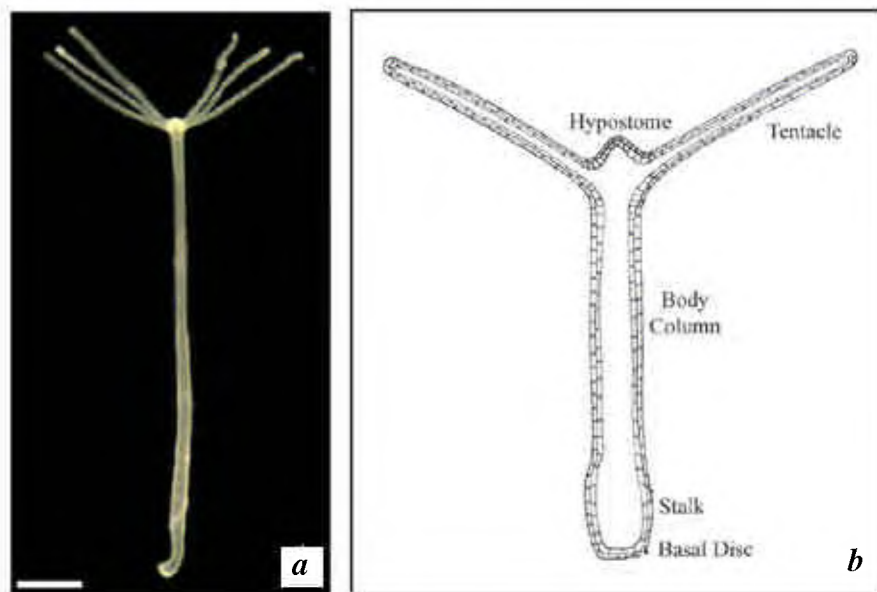 Hypostome
Tentacle
Body
Column
Stalk
Basal Disc
a
b